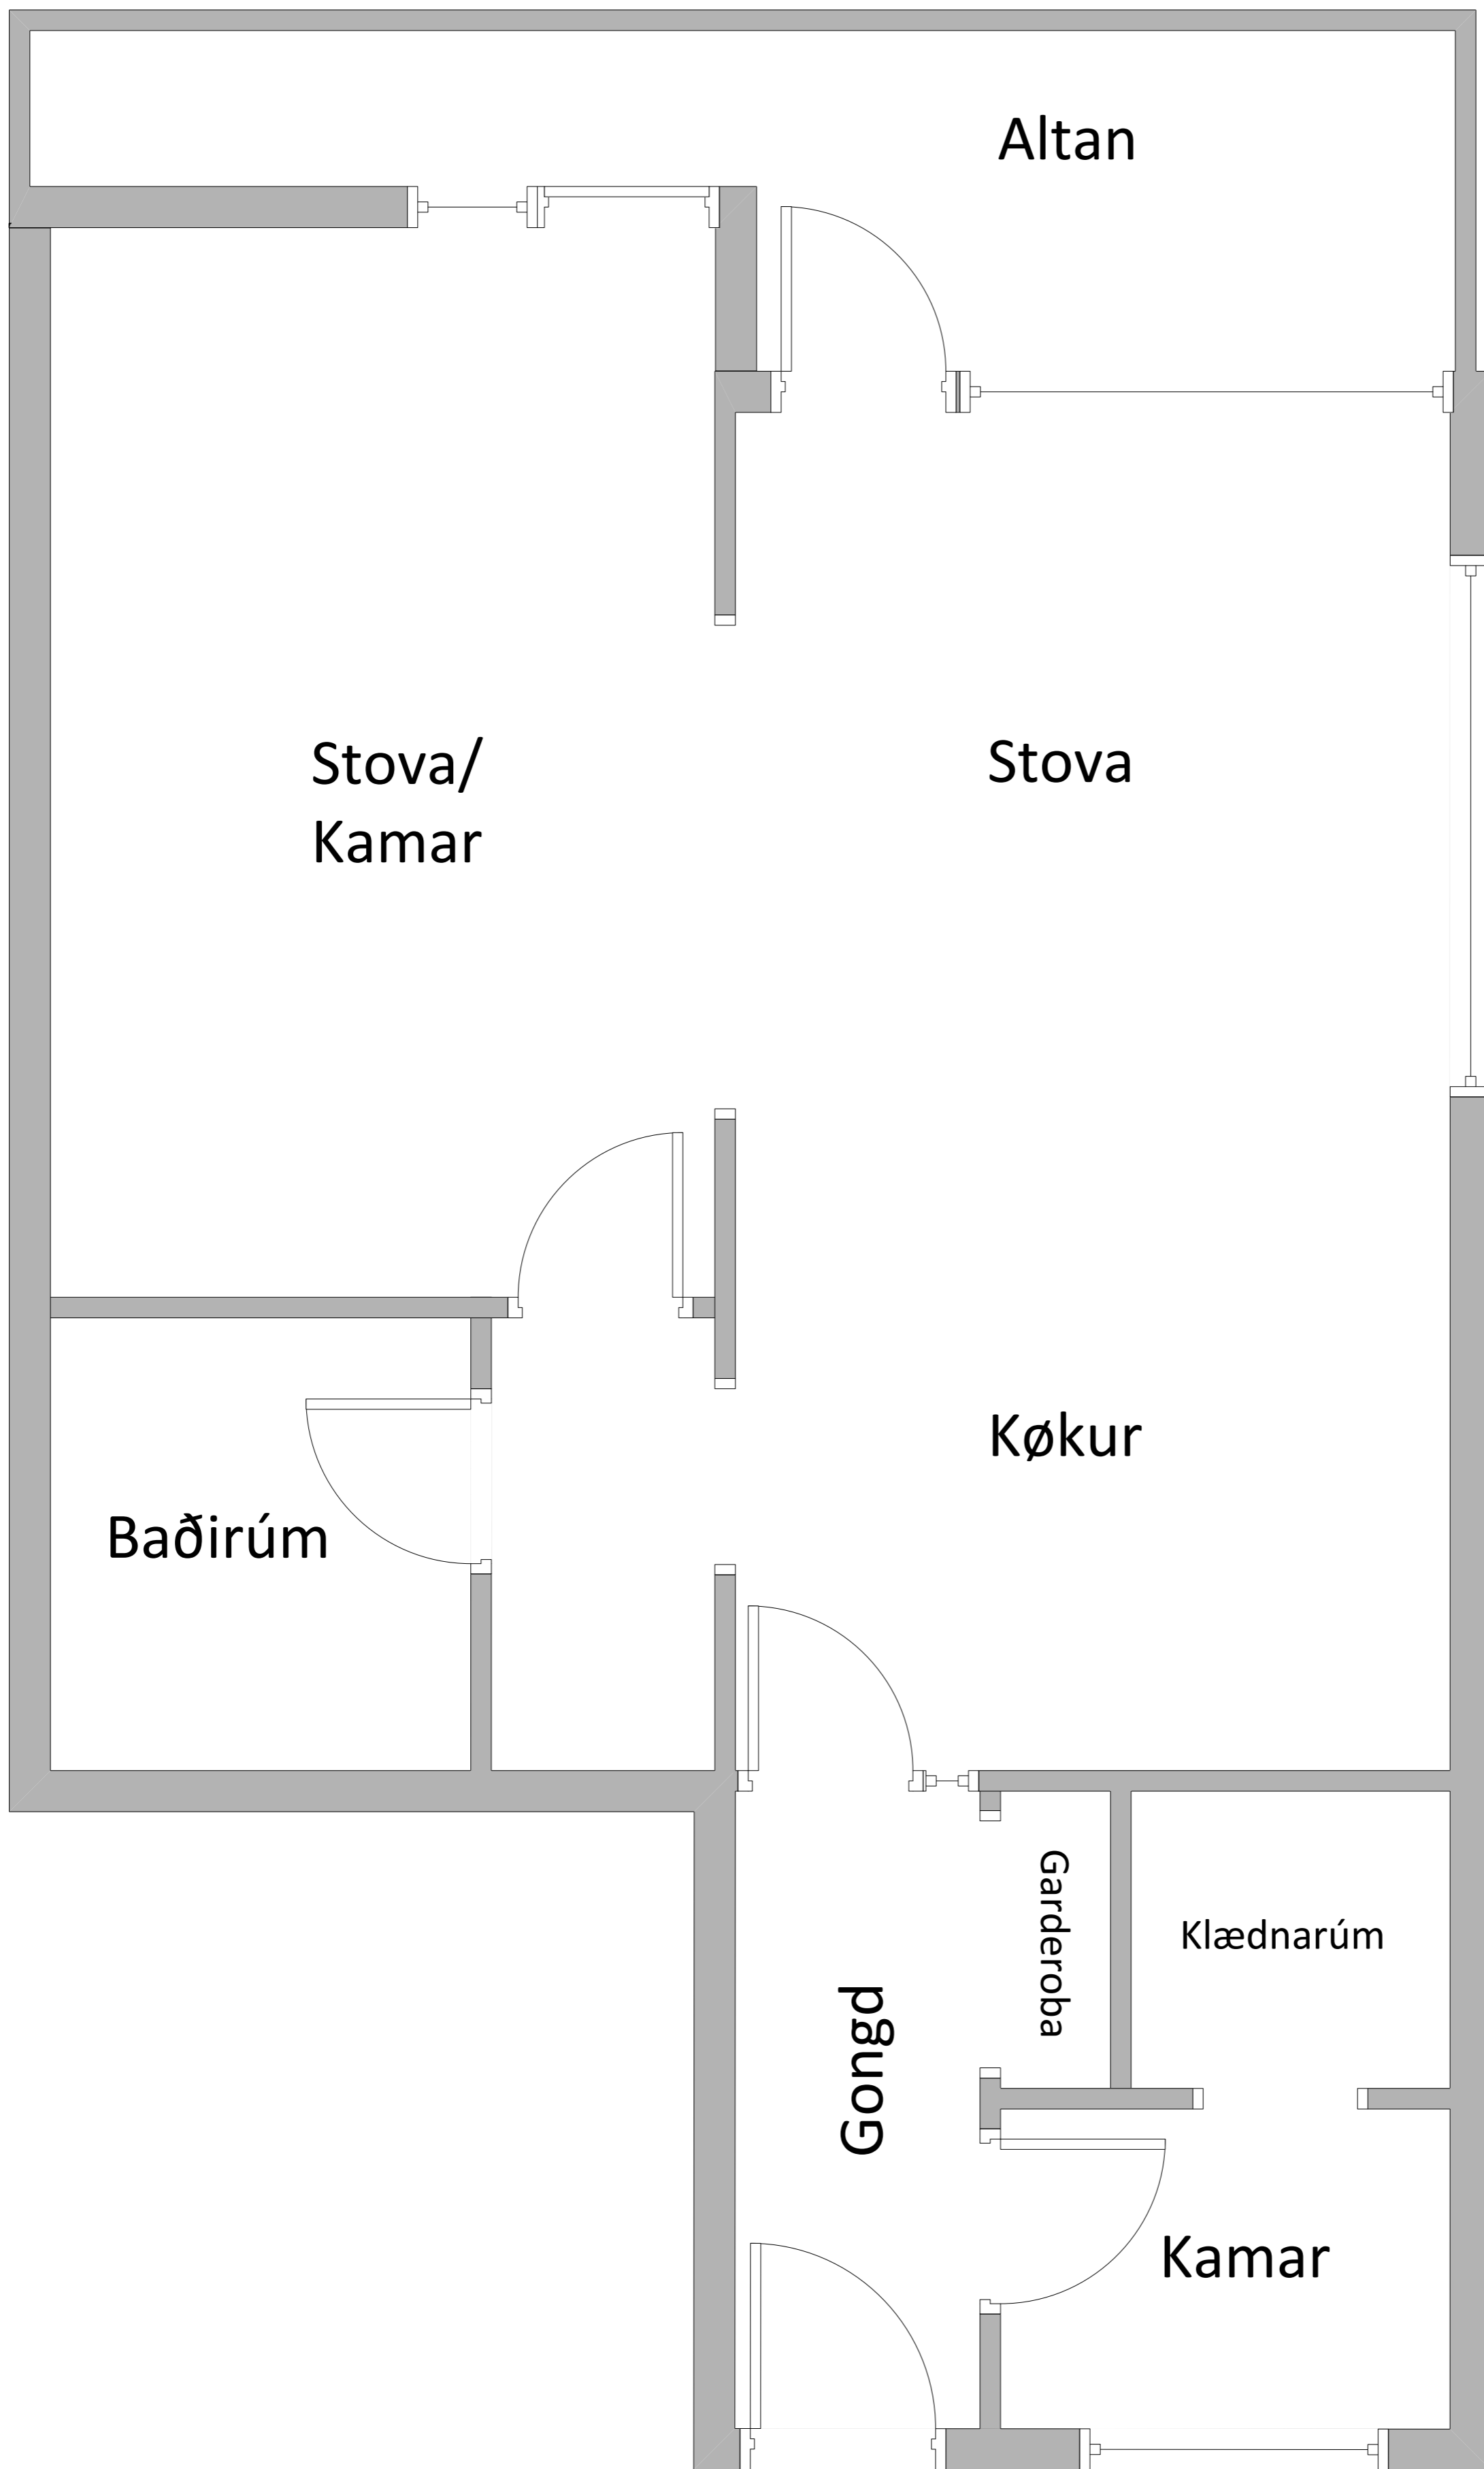 Altan
Stova/
Kamar
Stova
Køkur
Baðirúm
Garderoba
Klædnarúm
Gongd
Kamar